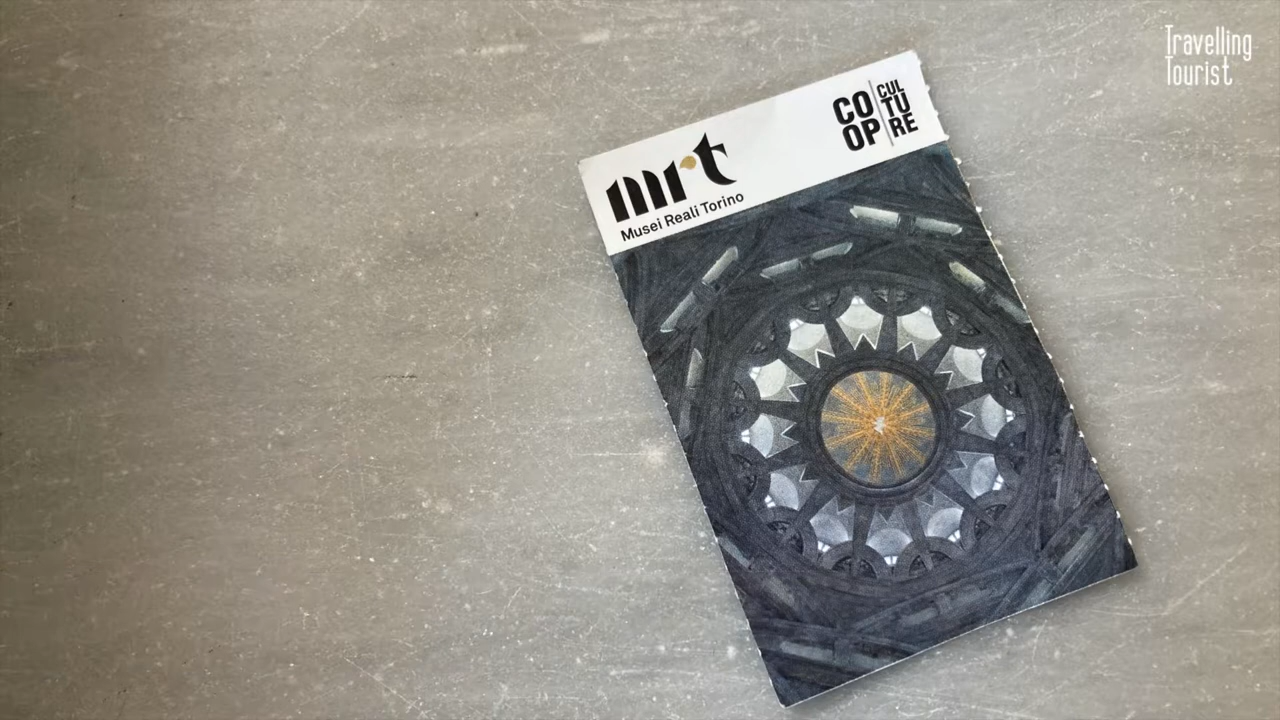 Travelling
Tourist
CO
OP
CUL
TU
RE
mrt
Musei Reali Torino